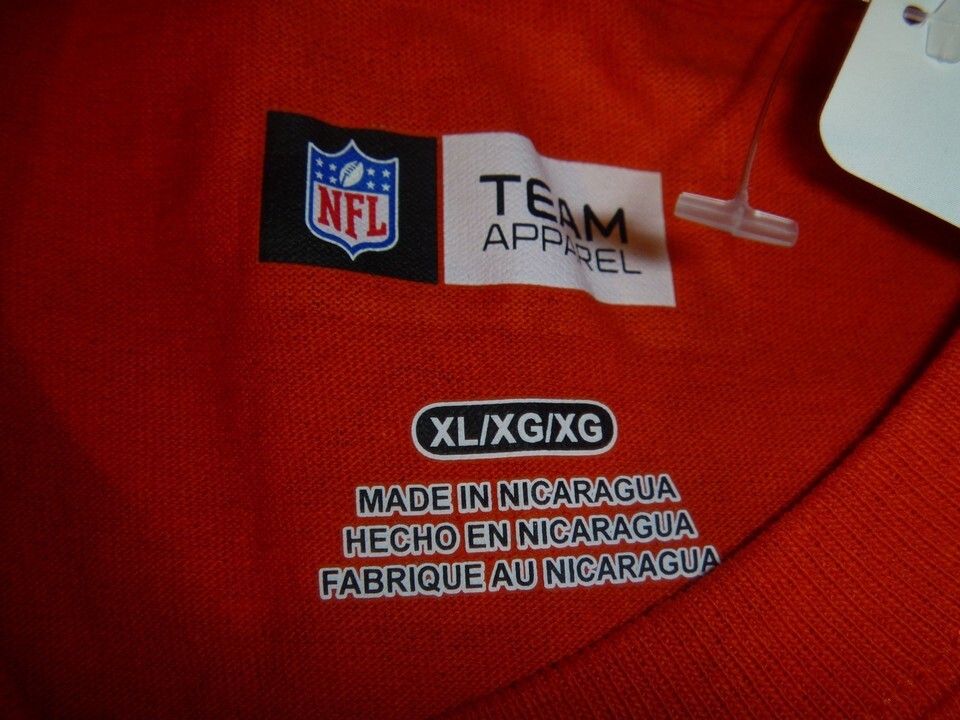 NFL
TEAM
APPAREL
XL/XG/XG
MADE IN NICARAGUA
HECHO EN NICARAGUA
FABRIQUE AU NICARAGUA